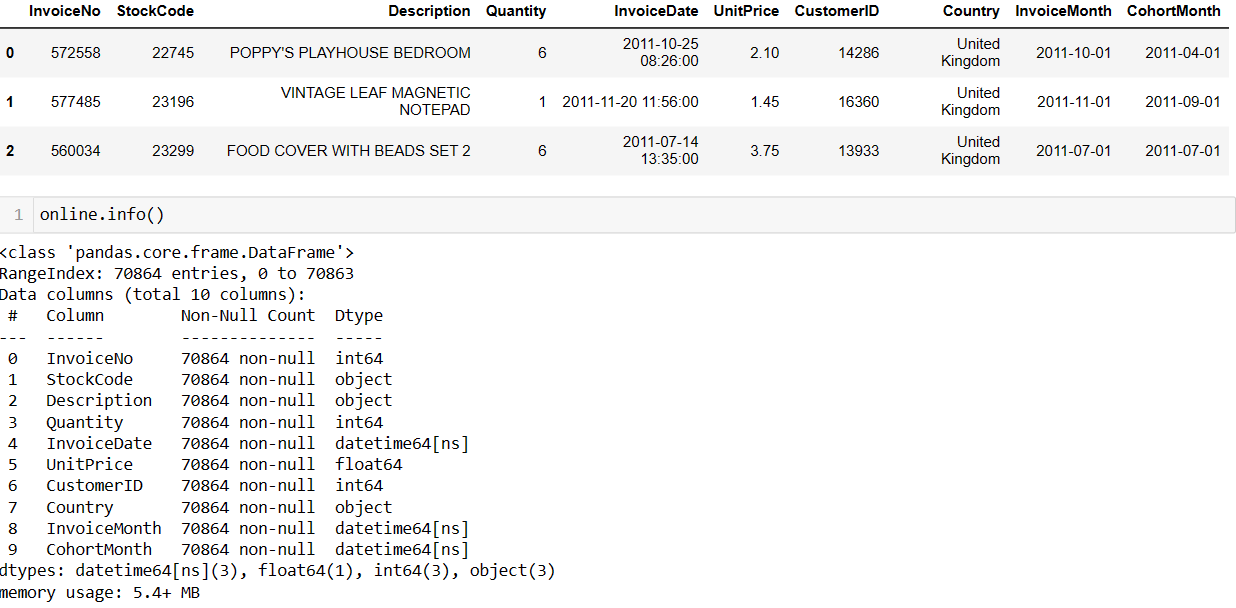 InvoiceNo StockCode Description Quantity InvoiceDate UnitPrice CustomerID Country InvoiceMonth CohortMonth
0 572558 22745 POPPY'S PLAYHOUSE BEDROOM 6 2011-10-25 08:26:00 2.10 14286 United Kingdom 2011-10-01 2011-04-01
1 577485 23196 VINTAGE LEAF MAGNETIC NOTEPAD 1 2011-11-20 11:56:00 1.45 16360 United Kingdom 2011-11-01 2011-09-01
2 560034 23299 FOOD COVER WITH BEADS SET 2 6 2011-07-14 13:35:00 3.75 13933 United Kingdom 2011-07-01 2011-07-01
1 online.info()
<class 'pandas.core.frame.DataFrame'>
RangeIndex: 70864 entries, 0 to 70863
Data columns (total 10 columns):
# Column Non-Null Count Dtype
--- ------ -------------- -----
0 InvoiceNo 70864 non-null int64
1 StockCode 70864 non-null object
2 Description 70864 non-null object
3 Quantity 70864 non-null int64
4 InvoiceDate 70864 non-null datetime64[ns]
5 UnitPrice 70864 non-null float64
6 CustomerID 70864 non-null int64
7 Country 70864 non-null object
8 InvoiceMonth 70864 non-null datetime64[ns]
9 CohortMonth 70864 non-null datetime64[ns]
dtypes: datetime64[ns](3), float64(1), int64(3), object(3)
memory usage: 5.4+ MB